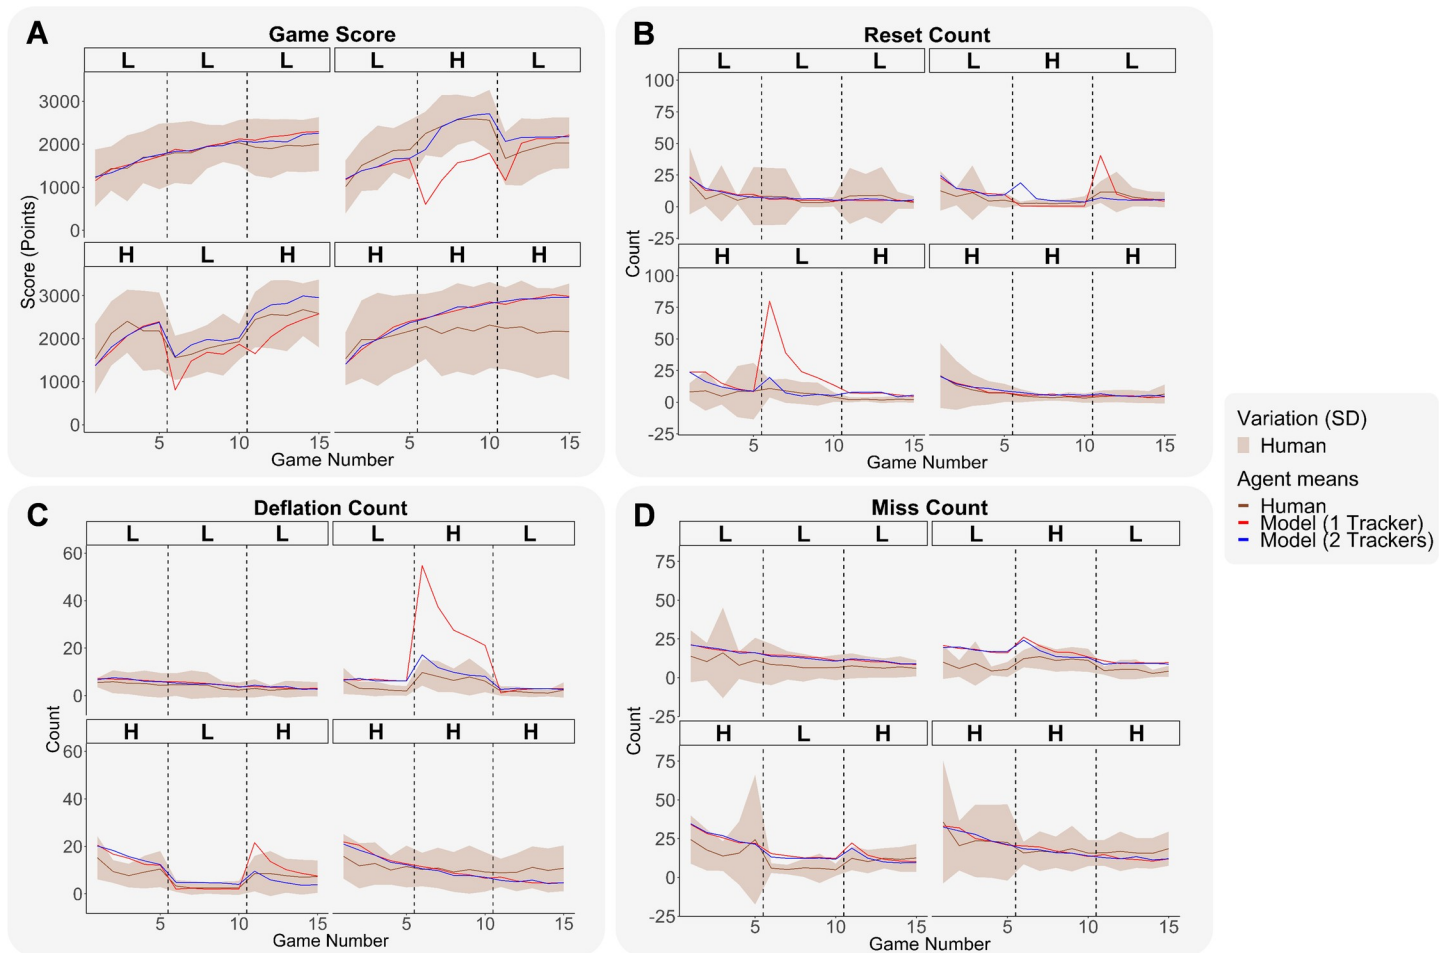 A
Game Score
L L L L H L
3000
2000
1000
0
H L H H H H
3000
2000
1000
0
Score (Points)
5 10 15 5 10 15
Game Number
B
Reset Count
L L L L H L
100
75
50
25
0
-25
H L H H H H
100
75
50
25
0
-25
Count
5 10 15 5 10 15
Game Number
Variation (SD)
Human
Agent means
Human
Model (1 Tracker)
Model (2 Trackers)
C
Deflation Count
L L L L H L
60
40
20
0
H L H H H H
60
40
20
0
Count
5 10 15 5 10 15
Game Number
D
Miss Count
L L L L H L
75
50
25
0
-25
H L H H H H
75
50
25
0
-25
Count
5 10 15 5 10 15
Game Number